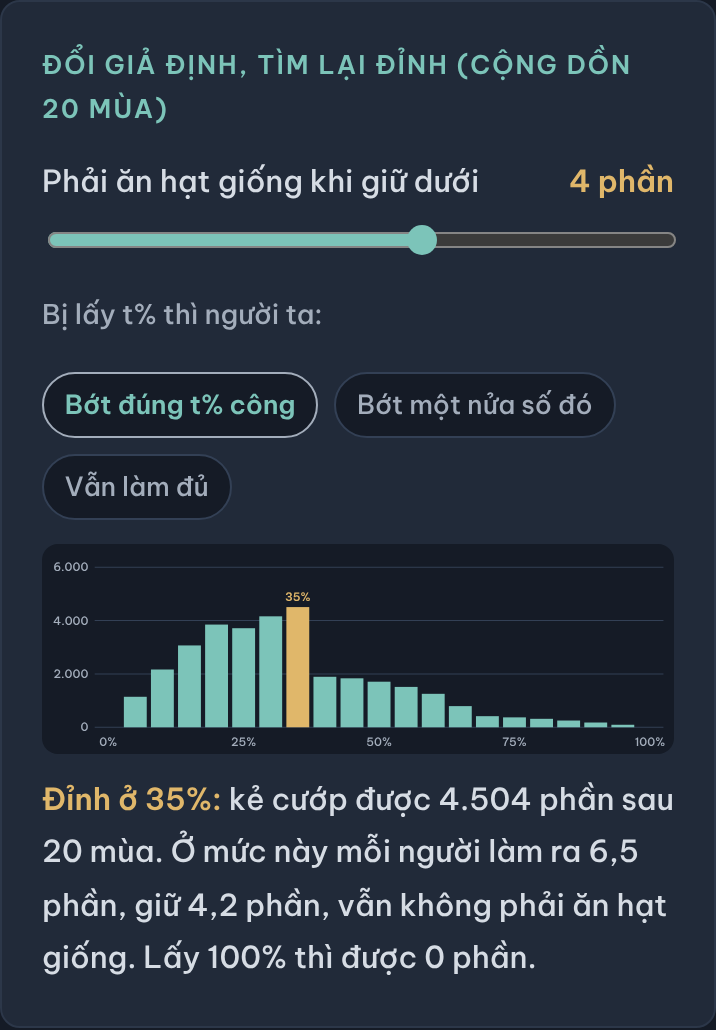 ĐỔI GIẢ ĐỊNH, TÌM LẠI ĐỈNH (CỘNG DỒN
20 MÙA)
Phải ăn hạt giống khi giữ dưới 4 phần
Bị lấy t% thì người ta:
Bớt đúng t% công Bớt một nửa số đó
Vẫn làm đủ
6.000
35%
4.000
2.000
0
0% 25% 50% 75% 100%
Đỉnh ở 35%: kẻ cướp được 4.504 phần sau
20 mùa. Ở mức này mỗi người làm ra 6,5
phần, giữ 4,2 phần, vẫn không phải ăn hạt
giống. Lấy 100% thì được 0 phần.